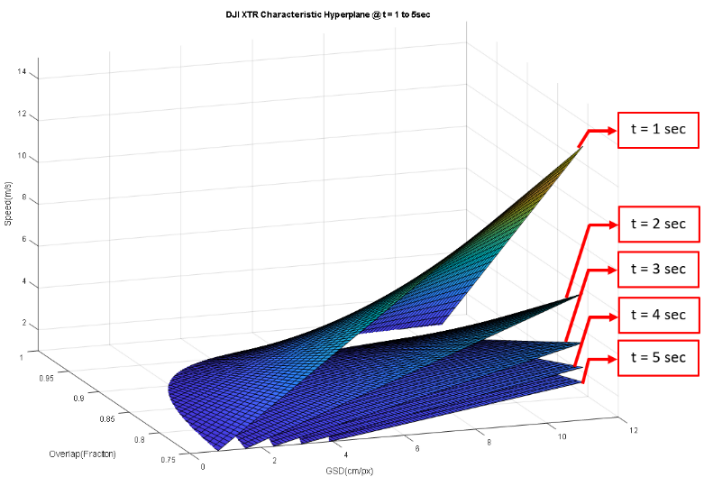 DJI XTR Characteristic Hyperplane @ t = 1 to 5sec
14
12
10
8
6
4
2
Speed(m/s)
1
0.95
0.9
0.85
0.8
0.75
Overlap(Fraction)
0
2
4
6
8
10
12
GSD(cm/px)
t = 1 sec
t = 2 sec
t = 3 sec
t = 4 sec
t = 5 sec